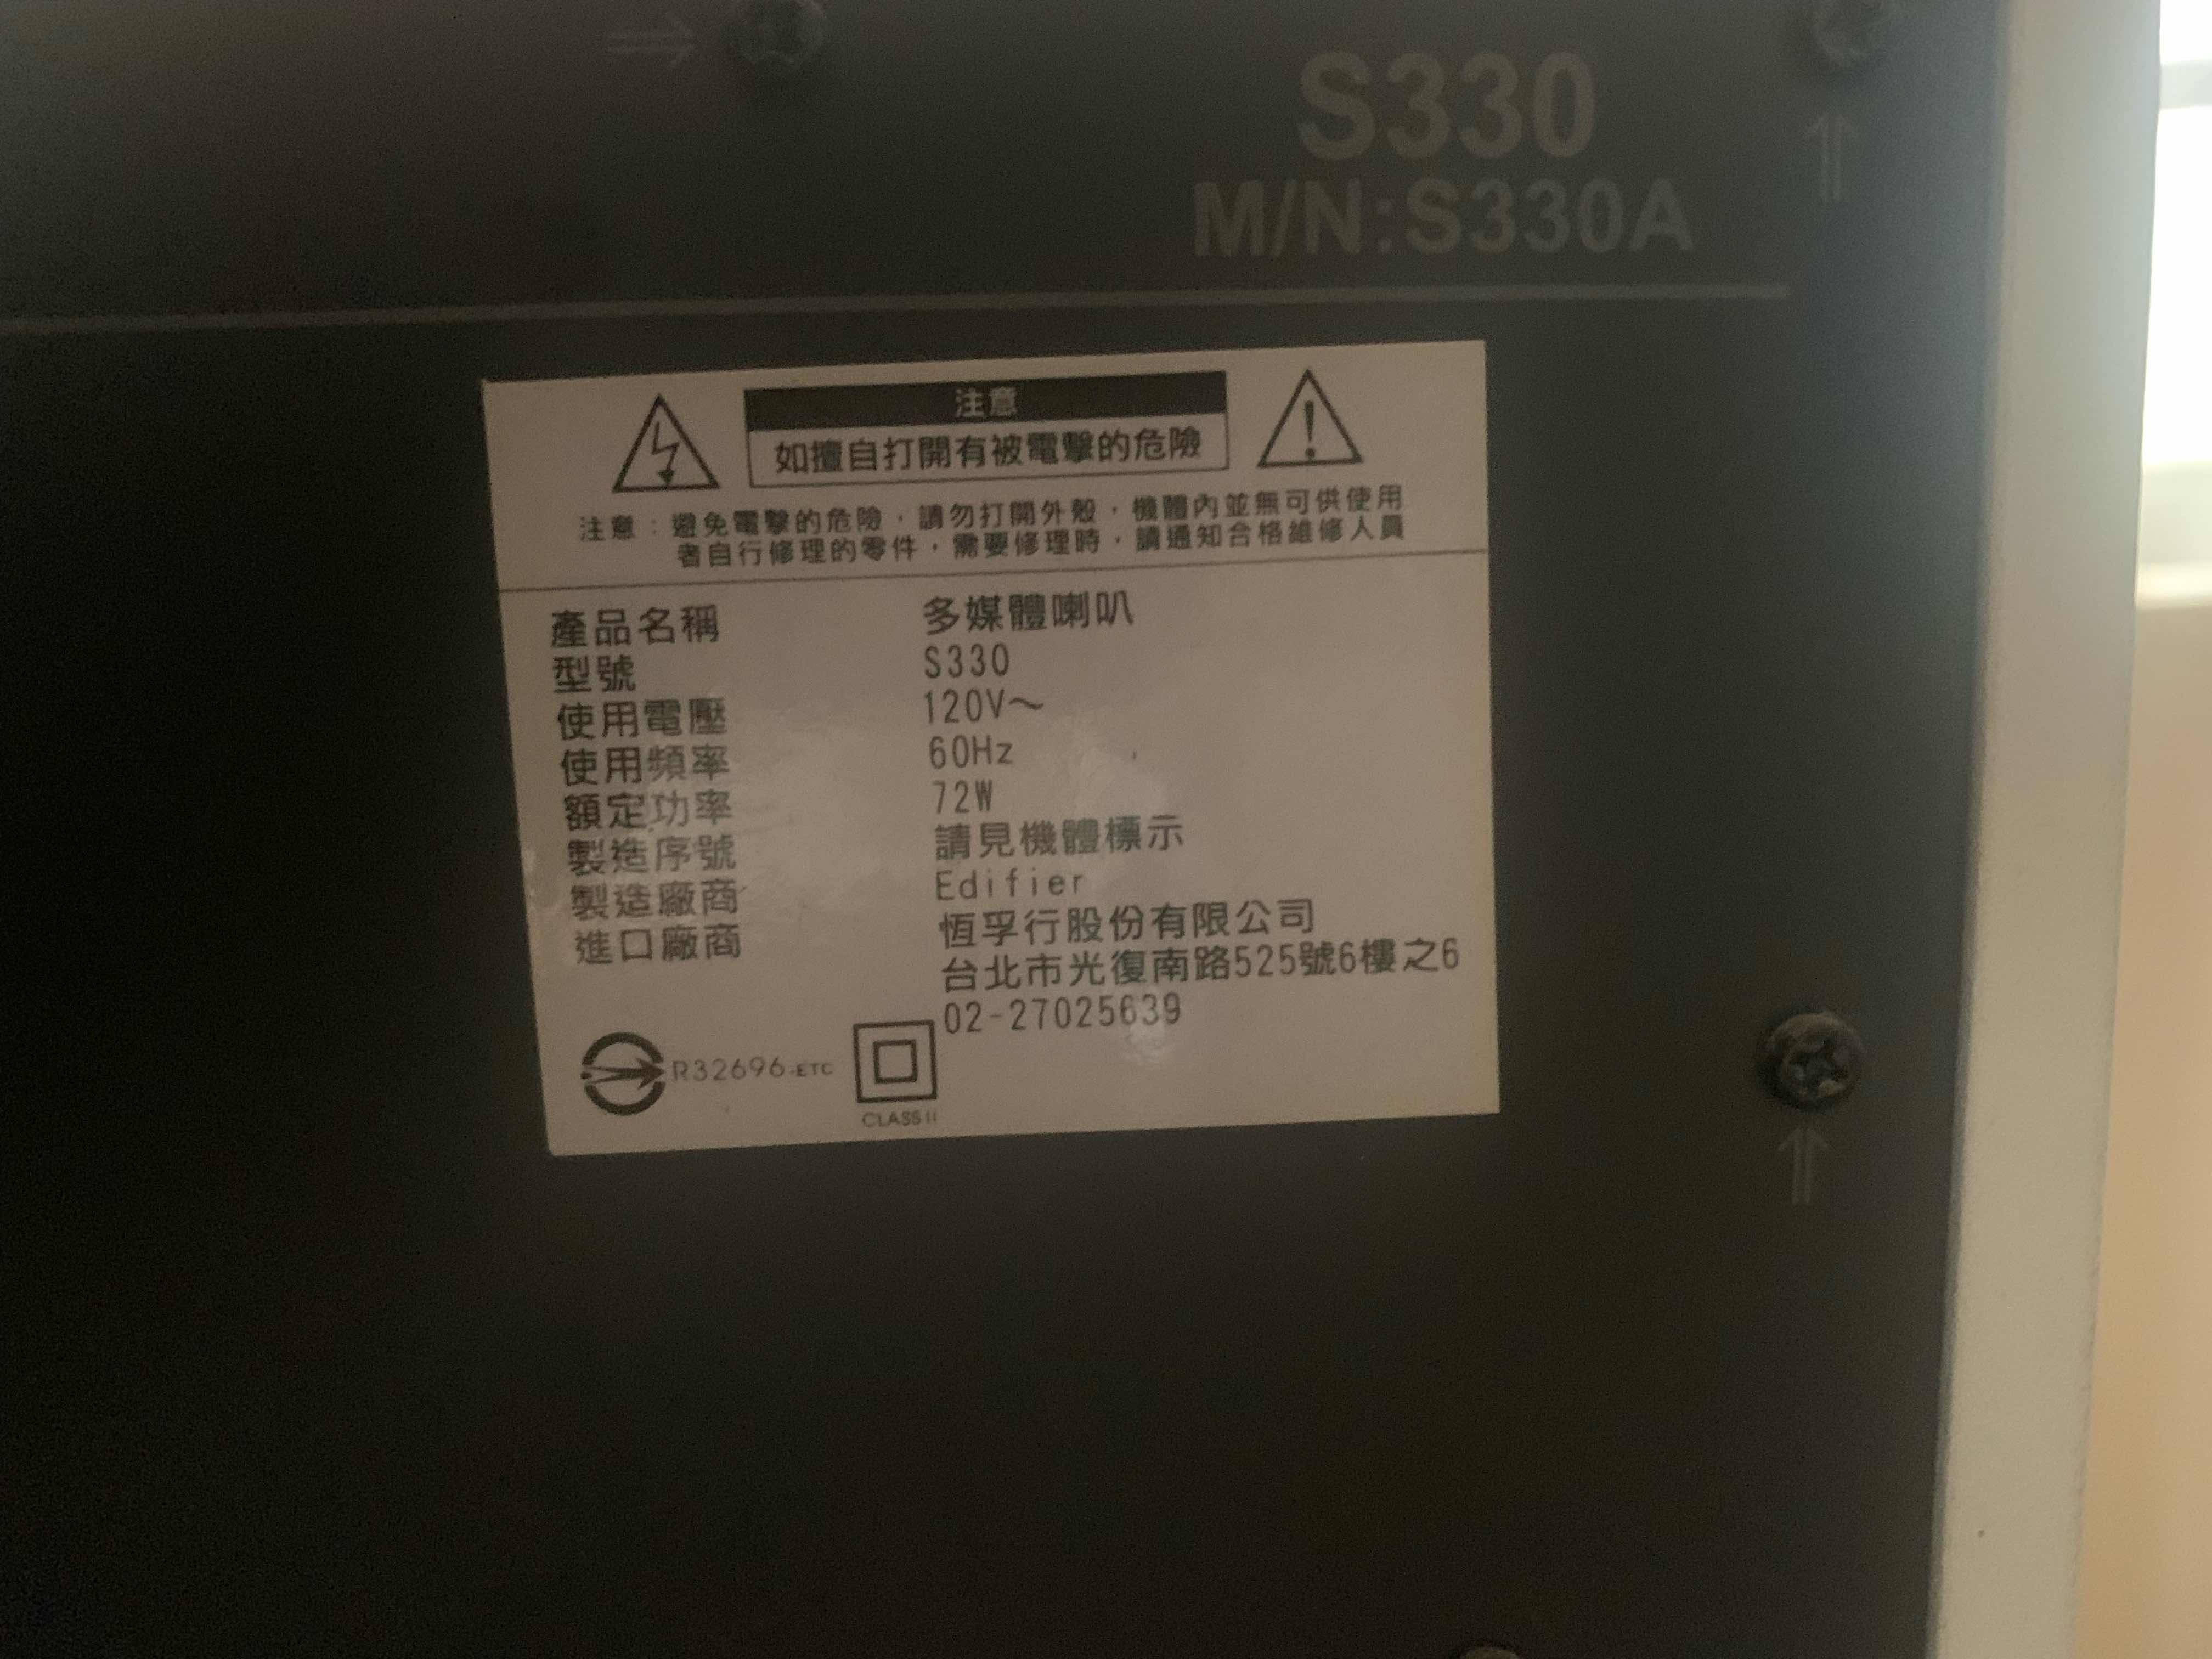 S330
M/N:S330A
注意
如擅自打開有被電擊的危險
注意：避免電擊的危險，請勿打開外殼，機體內並無可供使用
者自行修理的零件，需要修理時，請通知合格維修人員
產品名稱 多媒體喇叭
型號 S330
使用電壓 120V～
使用頻率 60Hz
額定功率 72W
製造序號 請見機體標示
製造廠商 Edifier
進口廠商 恆孚行股份有限公司
台北市光復南路525號6樓之6
02-27025639
R32696-ETC
CLASS II